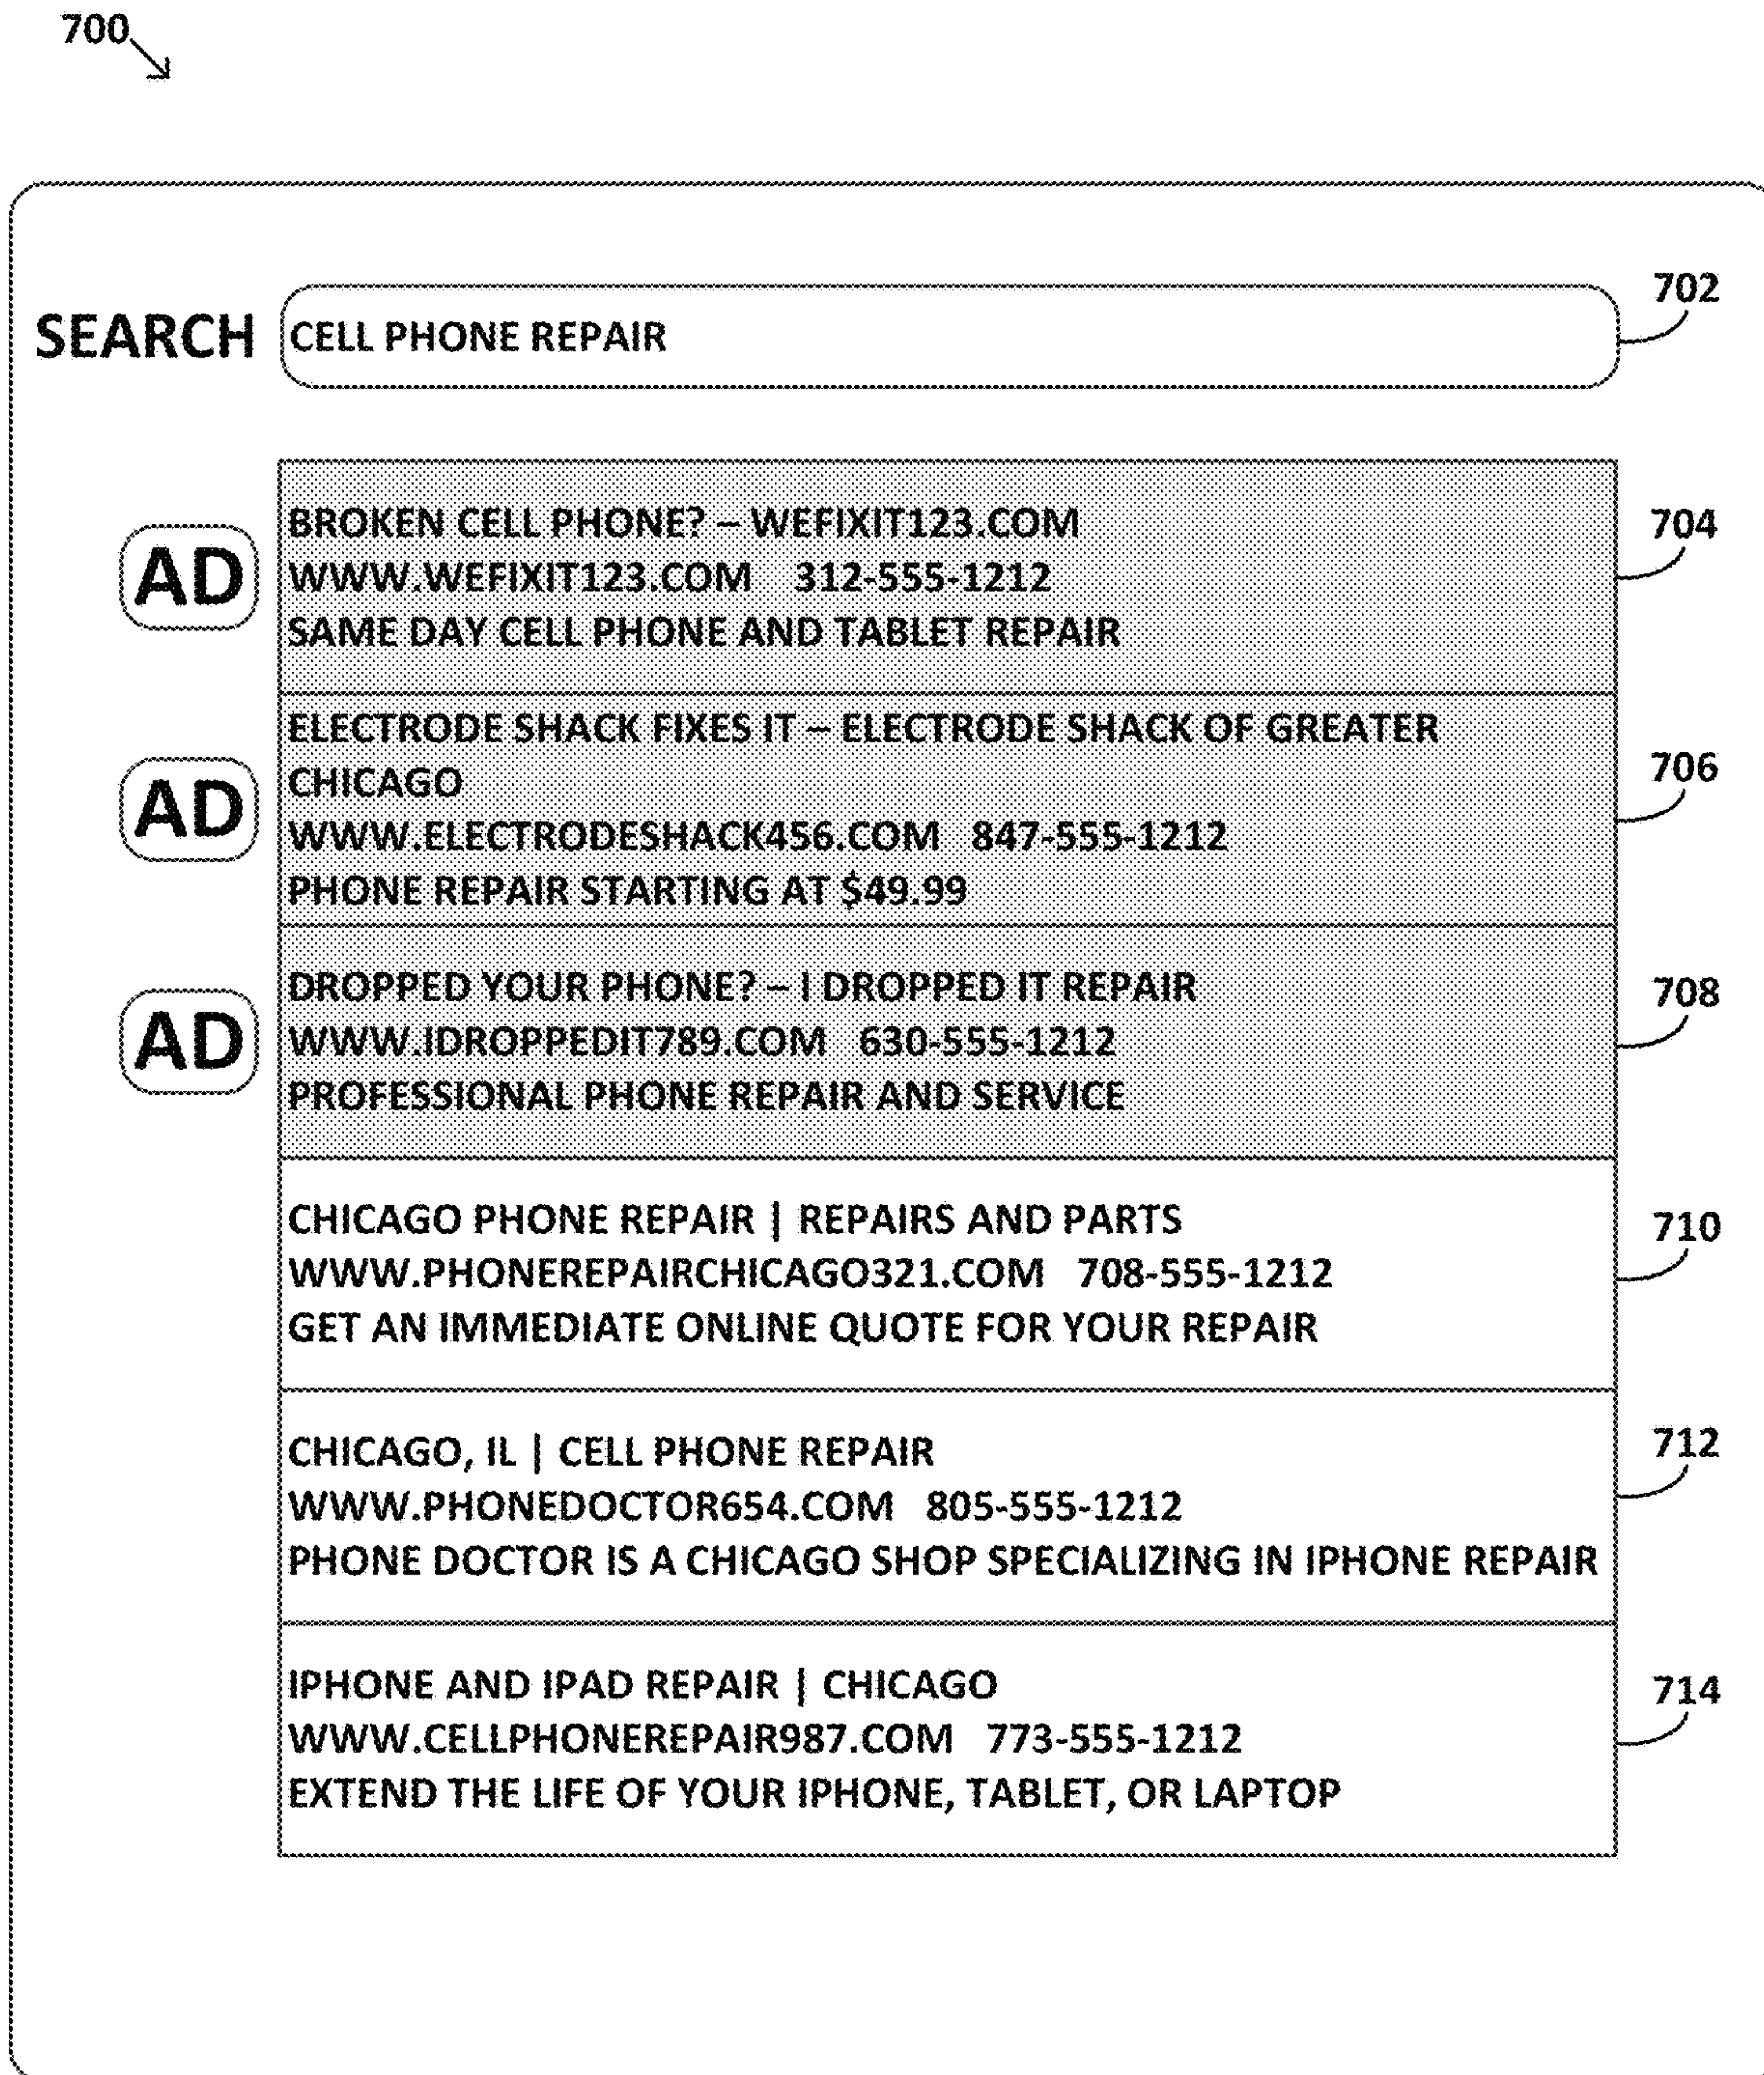 700
702
SEARCH CELL PHONE REPAIR
704
AD
BROKEN CELL PHONE? – WEFIXIT123.COM
WWW.WEFIXIT123.COM 312-555-1212
SAME DAY CELL PHONE AND TABLET REPAIR
706
AD
ELECTRODE SHACK FIXES IT – ELECTRODE SHACK OF GREATER
CHICAGO
WWW.ELECTRODESHACK456.COM 847-555-1212
PHONE REPAIR STARTING AT $49.99
708
AD
DROPPED YOUR PHONE? – I DROPPED IT REPAIR
WWW.IDROPPEDIT789.COM 630-555-1212
PROFESSIONAL PHONE REPAIR AND SERVICE
710
CHICAGO PHONE REPAIR | REPAIRS AND PARTS
WWW.PHONEREPAIRCHICAGO321.COM 708-555-1212
GET AN IMMEDIATE ONLINE QUOTE FOR YOUR REPAIR
712
CHICAGO, IL | CELL PHONE REPAIR
WWW.PHONEDOCTOR654.COM 805-555-1212
PHONE DOCTOR IS A CHICAGO SHOP SPECIALIZING IN IPHONE REPAIR
714
IPHONE AND IPAD REPAIR | CHICAGO
WWW.CELLPHONEREPAIR987.COM 773-555-1212
EXTEND THE LIFE OF YOUR IPHONE, TABLET, OR LAPTOP